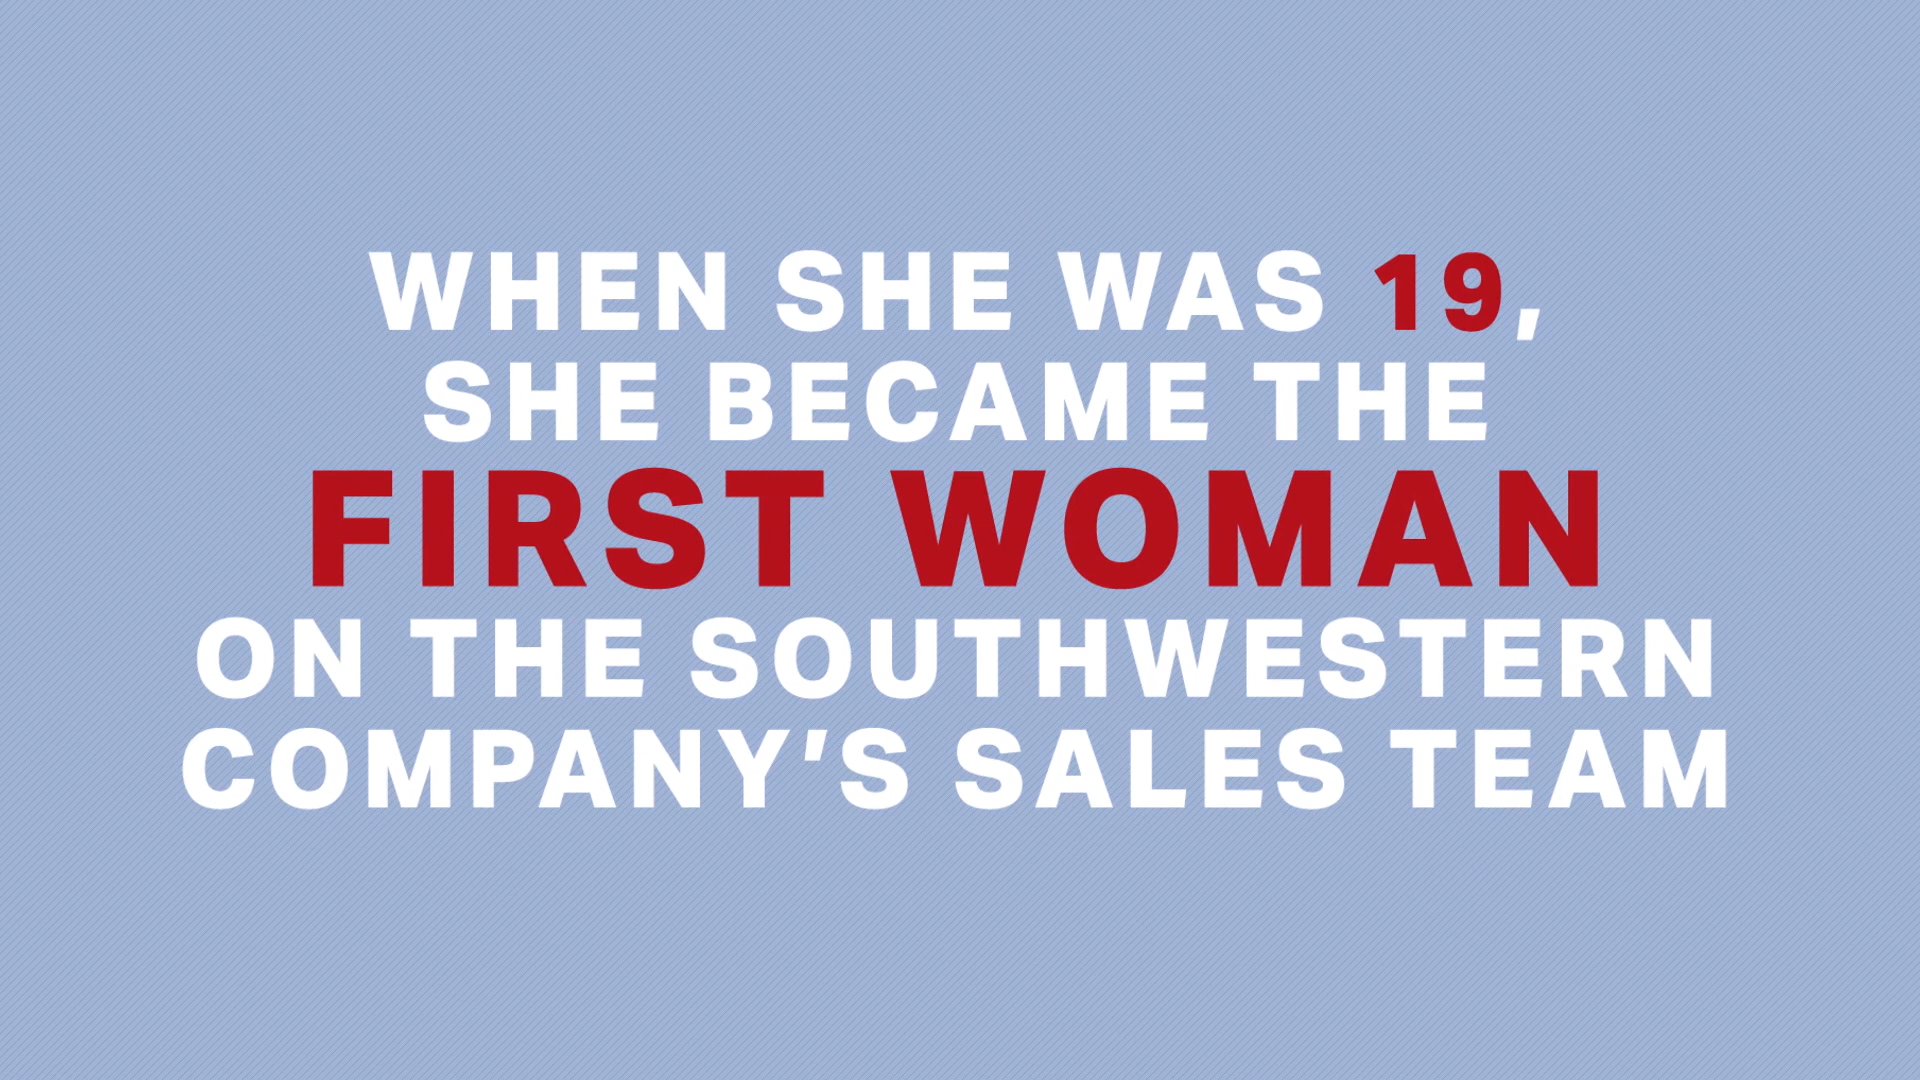 WHEN SHE WAS 19,
SHE BECAME THE
FIRST WOMAN
ON THE SOUTHWESTERN
COMPANY'S SALES TEAM